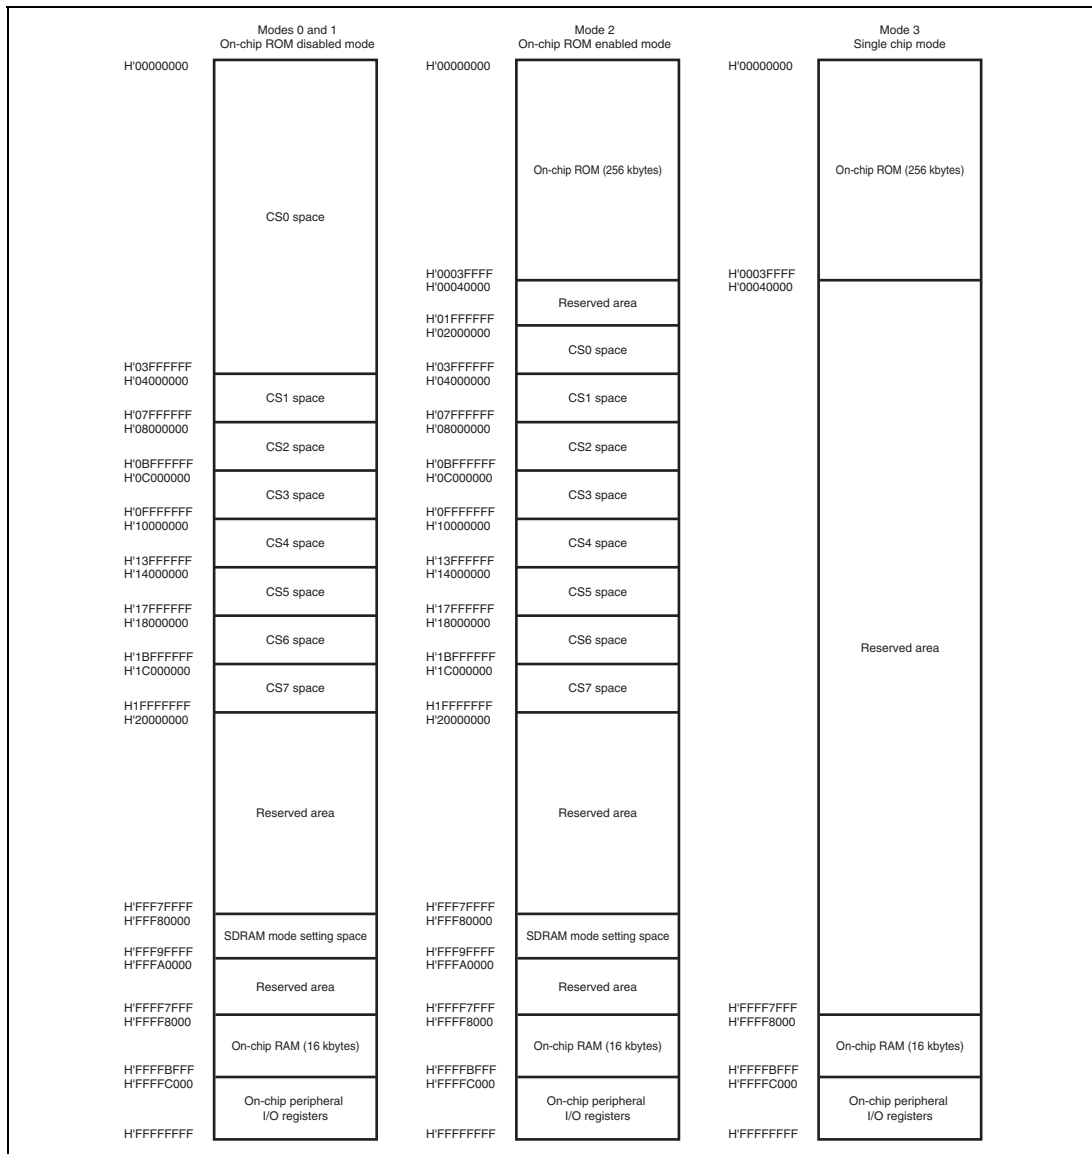 Modes 0 and 1
On-chip ROM disabled mode
H'00000000
CS0 space
H'03FFFFFF
H'04000000
CS1 space
H'07FFFFFF
H'08000000
CS2 space
H'0BFFFFFF
H'0C000000
CS3 space
H'0FFFFFFF
H'10000000
CS4 space
H'13FFFFFF
H'14000000
CS5 space
H'17FFFFFF
H'18000000
CS6 space
H'1BFFFFFF
H'1C000000
CS7 space
H1FFFFFFF
H'20000000
Reserved area
H'FFF7FFFF
H'FFF80000
SDRAM mode setting space
H'FFF9FFFF
H'FFFA0000
Reserved area
H'FFFF7FFF
H'FFFF8000
On-chip RAM (16 kbytes)
H'FFFFBFFF
H'FFFFC000
On-chip peripheral
I/O registers
H'FFFFFFFF
Mode 2
On-chip ROM enabled mode
H'00000000
On-chip ROM (256 kbytes)
H'0003FFFF
H'00040000
Reserved area
H'01FFFFFF
H'02000000
CS0 space
H'03FFFFFF
H'04000000
CS1 space
H'07FFFFFF
H'08000000
CS2 space
H'0BFFFFFF
H'0C000000
CS3 space
H'0FFFFFFF
H'10000000
CS4 space
H'13FFFFFF
H'14000000
CS5 space
H'17FFFFFF
H'18000000
CS6 space
H'1BFFFFFF
H'1C000000
CS7 space
H1FFFFFFF
H'20000000
Reserved area
H'FFF7FFFF
H'FFF80000
SDRAM mode setting space
H'FFF9FFFF
H'FFFA0000
Reserved area
H'FFFF7FFF
H'FFFF8000
On-chip RAM (16 kbytes)
H'FFFFBFFF
H'FFFFC000
On-chip peripheral
I/O registers
H'FFFFFFFF
Mode 3
Single chip mode
H'00000000
On-chip ROM (256 kbytes)
H'0003FFFF
H'00040000
Reserved area
H'FFFF7FFF
H'FFFF8000
On-chip RAM (16 kbytes)
H'FFFFBFFF
H'FFFFC000
On-chip peripheral
I/O registers
H'FFFFFFFF